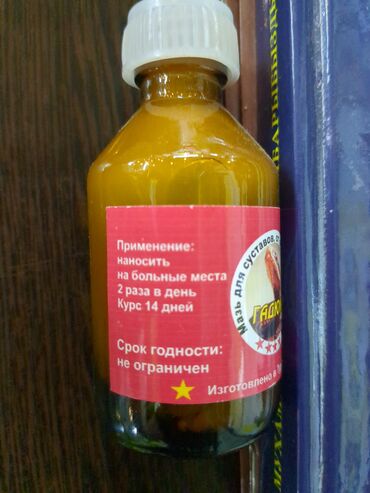 Применение:
наносить
на больные места
2 раза в день
Курс 14 дней
Срок годности:
не ограничен
Изготовлено в
Мазь для суставов